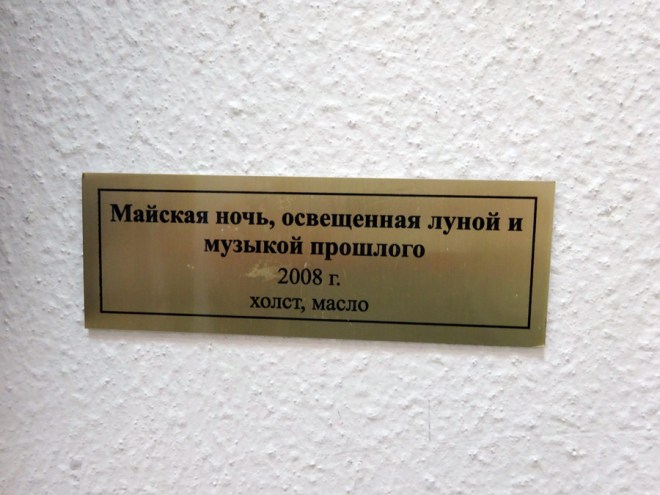 Майская ночь, освещенная луной и
музыкой прошлого
2008 г.
холст, масло